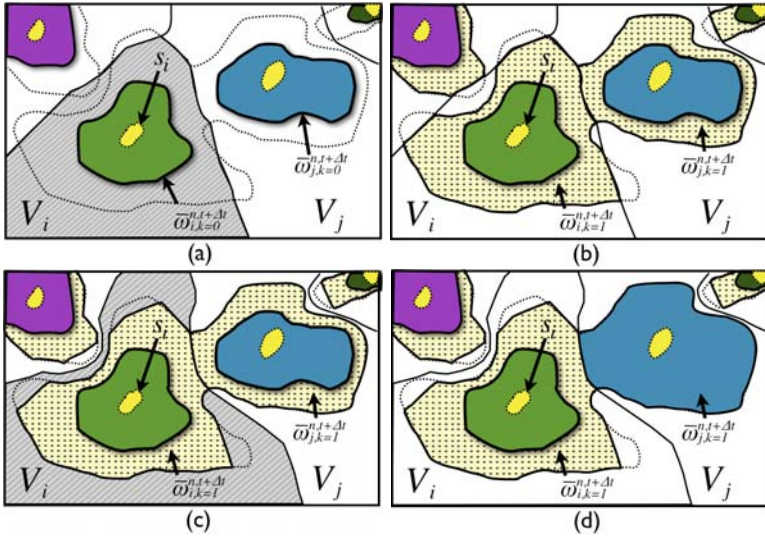 s_i
ω̅_{j,k=0}^{n,t+Δt}
V_i
ω̅_{i,k=0}^{n,t+Δt}
V_j
(a)
s_i
ω̅_{j,k=1}^{n,t+Δt}
V_i
ω̅_{i,k=1}^{n,t+Δt}
V_j
(b)
s_i
ω̅_{j,k=1}^{n,t+Δt}
V_i
ω̅_{i,k=1}^{n,t+Δt}
V_j
(c)
s_i
ω̅_{j,k=1}^{n,t+Δt}
V_i
ω̅_{i,k=1}^{n,t+Δt}
V_j
(d)